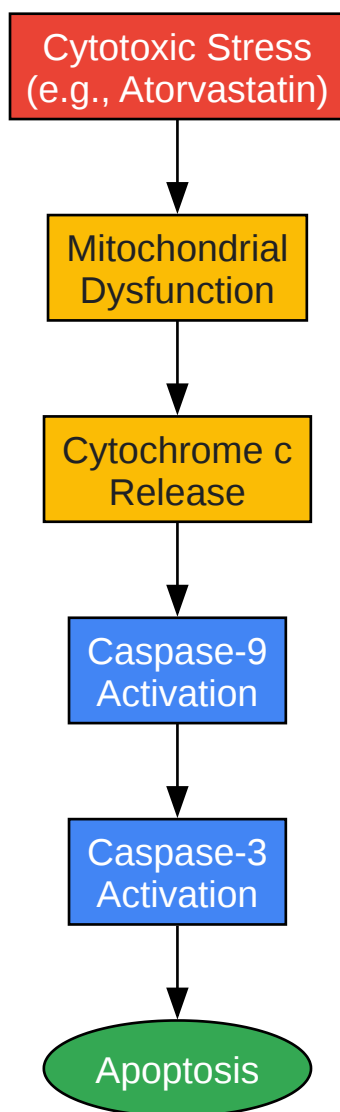 Cytotoxic Stress
(e.g., Atorvastatin)
Mitochondrial
Dysfunction
Cytochrome c
Release
Caspase-9
Activation
Caspase-3
Activation
Apoptosis